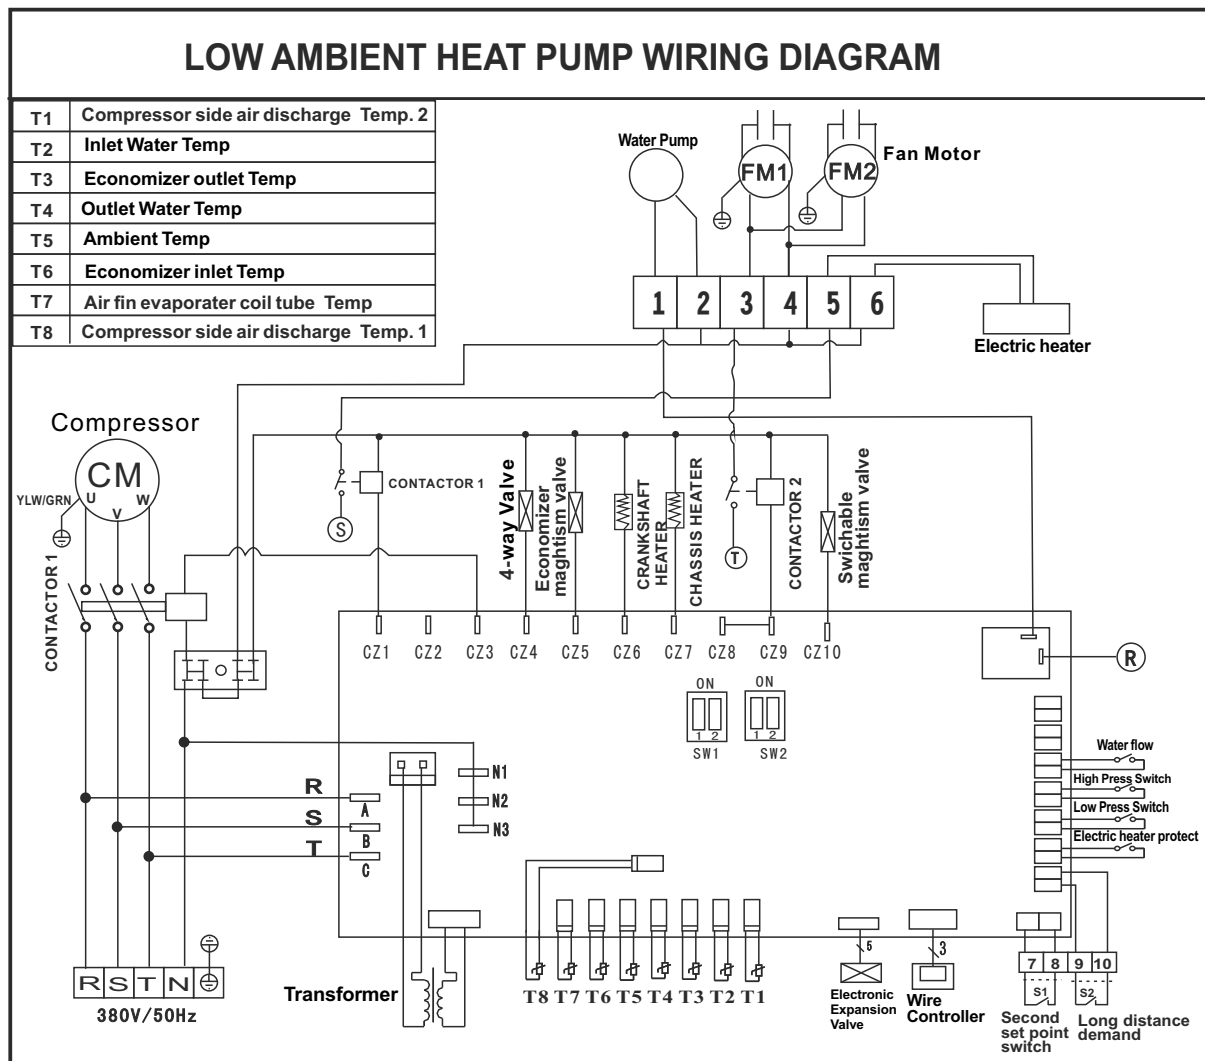 LOW AMBIENT HEAT PUMP WIRING DIAGRAM
T1 Compressor side air discharge Temp. 2
T2 Inlet Water Temp
T3 Economizer outlet Temp
T4 Outlet Water Temp
T5 Ambient Temp
T6 Economizer inlet Temp
T7 Air fin evaporater coil tube Temp
T8 Compressor side air discharge Temp. 1
Water Pump
FM1
FM2
Fan Motor
1 2 3 4 5 6
Electric heater
Compressor
CM
U
V
W
YLW/GRN
CONTACTOR 1
CONTACTOR 1
S
4-way Valve
Economizer
maghtism valve
CRANKSHAFT
HEATER
CHASSIS HEATER
T
CONTACTOR 2
Swichable
maghtism valve
CZ1 CZ2 CZ3 CZ4 CZ5 CZ6 CZ7 CZ8 CZ9 CZ10
R
ON
1 2
SW1
ON
1 2
SW2
Water flow
High Press Switch
Low Press Switch
Electric heater protect
N1
N2
N3
R
A
S
B
T
C
R S T N
380V/50Hz
Transformer
T8 T7 T6 T5 T4 T3 T2 T1
5
Electronic
Expansion
Valve
3
Wire
Controller
7 8 9 10
S1
S2
Second
set point
switch
Long distance
demand